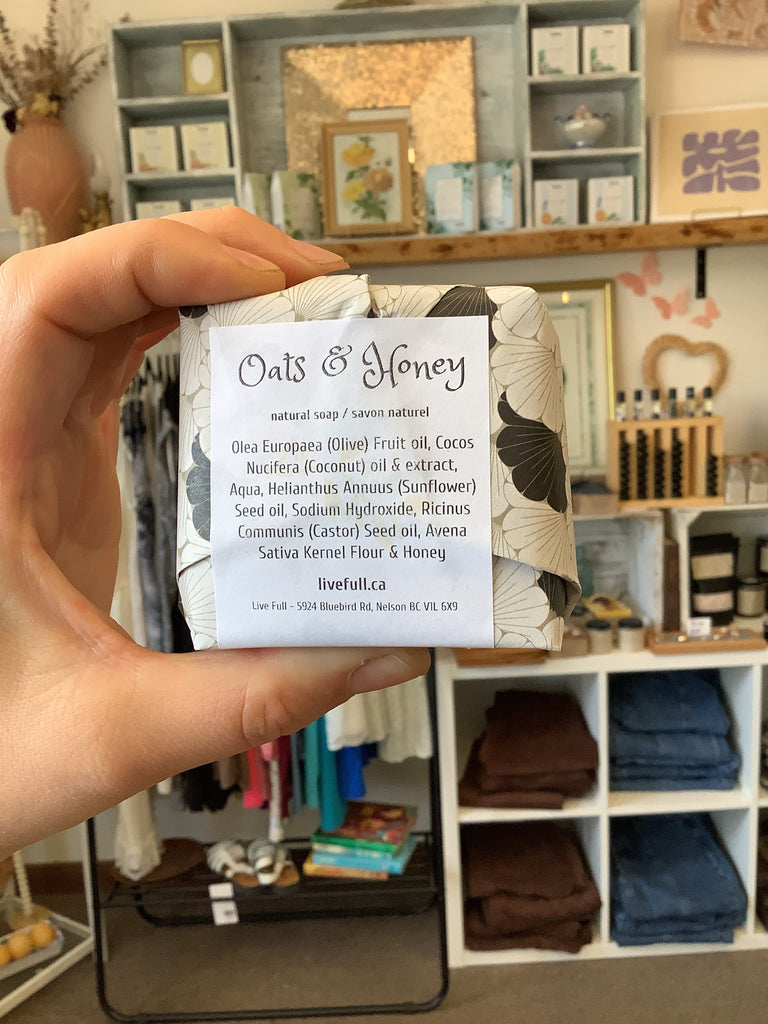 Oats & Honey
natural soap / savon naturel
Olea Europaea (Olive) Fruit oil, Cocos
Nucifera (Coconut) oil & extract,
Aqua, Helianthus Annuus (Sunflower)
Seed oil, Sodium Hydroxide, Ricinus
Communis (Castor) Seed oil, Avena
Sativa Kernel Flour & Honey
livefull.ca
Live Full - 5924 Bluebird Rd, Nelson BC V1L 6X9